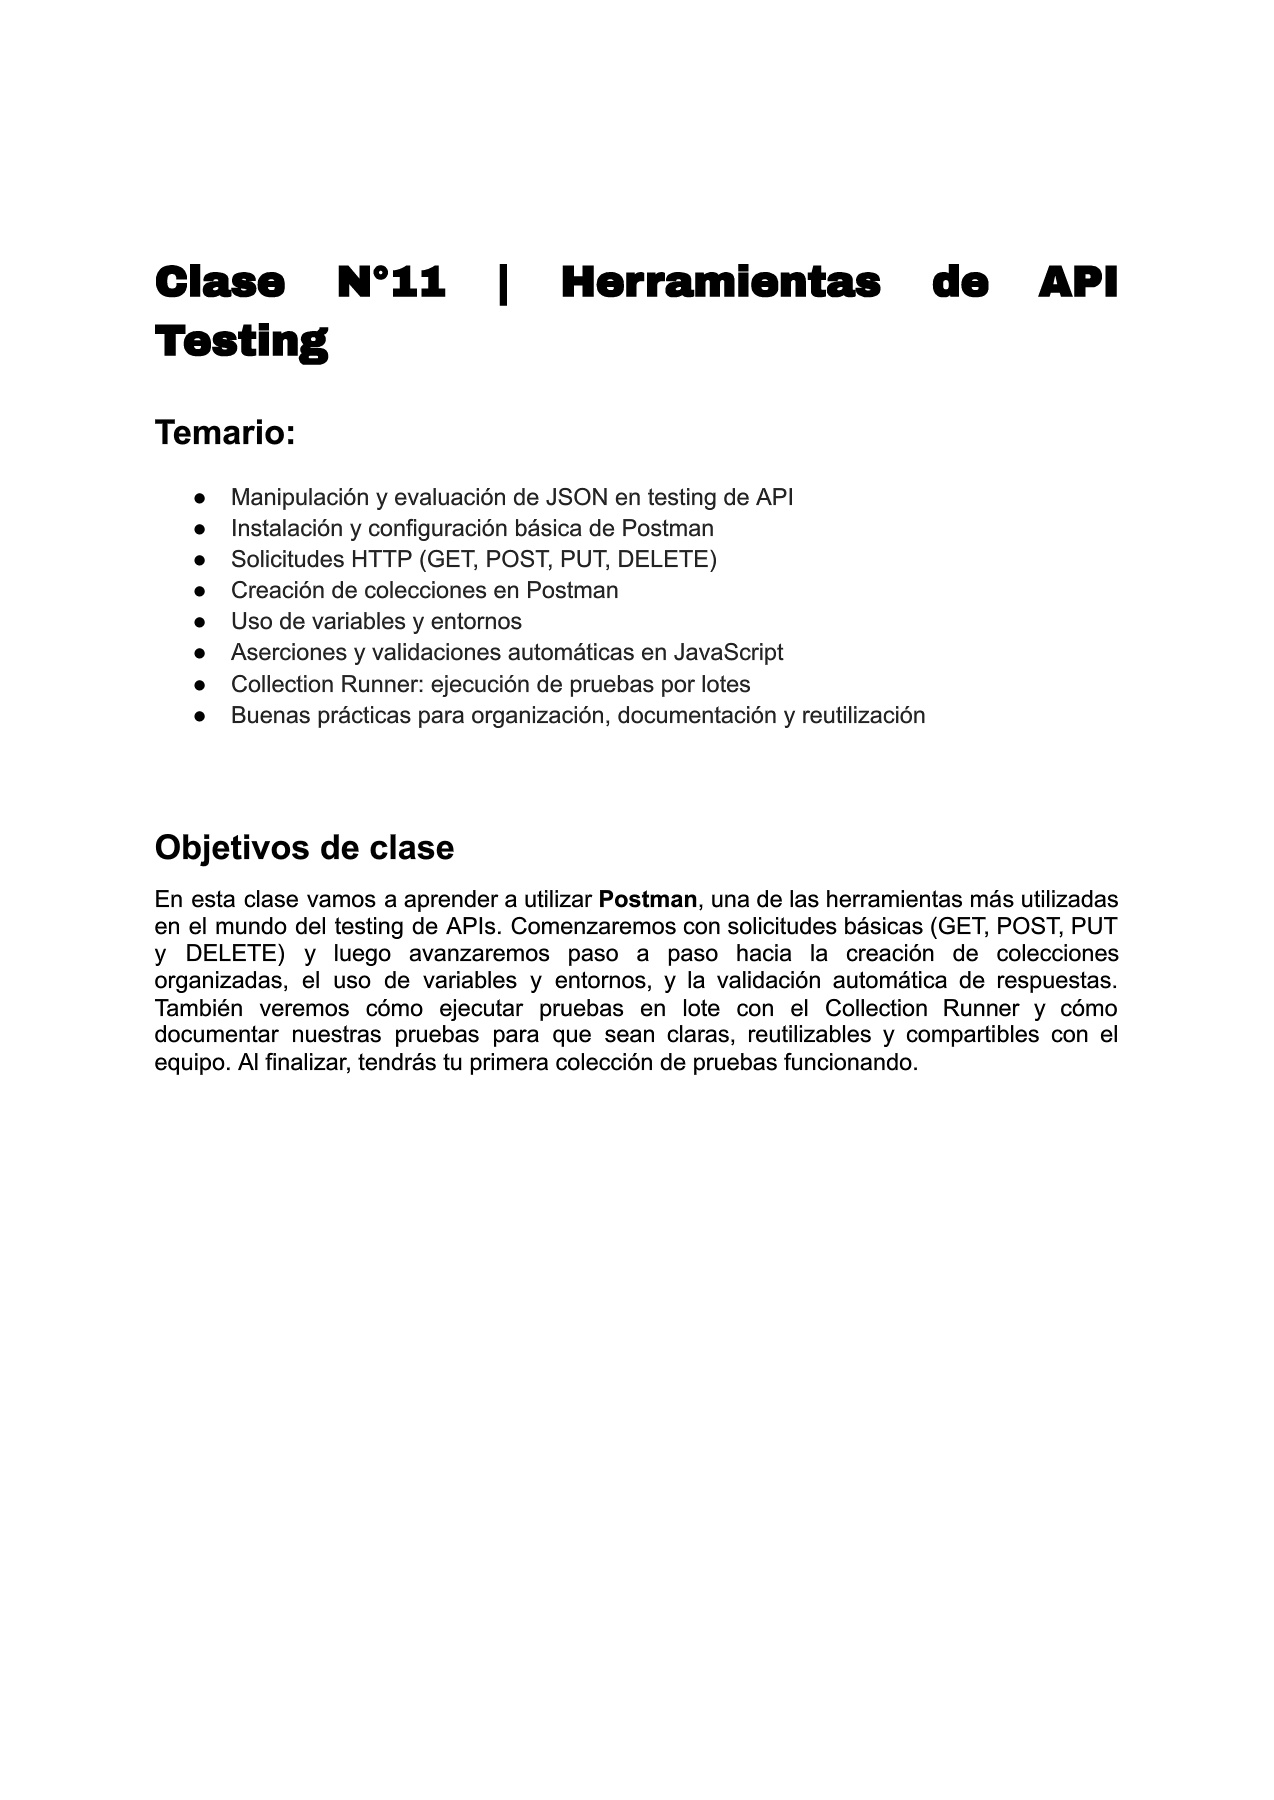 Clase N°11 | Herramientas de API
Testing
Temario:
● Manipulación y evaluación de JSON en testing de API
● Instalación y configuración básica de Postman
● Solicitudes HTTP (GET, POST, PUT, DELETE)
● Creación de colecciones en Postman
● Uso de variables y entornos
● Aserciones y validaciones automáticas en JavaScript
● Collection Runner: ejecución de pruebas por lotes
● Buenas prácticas para organización, documentación y reutilización
Objetivos de clase
En esta clase vamos a aprender a utilizar Postman, una de las herramientas más utilizadas
en el mundo del testing de APIs. Comenzaremos con solicitudes básicas (GET, POST, PUT
y DELETE) y luego avanzaremos paso a paso hacia la creación de colecciones
organizadas, el uso de variables y entornos, y la validación automática de respuestas.
También veremos cómo ejecutar pruebas en lote con el Collection Runner y cómo
documentar nuestras pruebas para que sean claras, reutilizables y compartibles con el
equipo. Al finalizar, tendrás tu primera colección de pruebas funcionando.